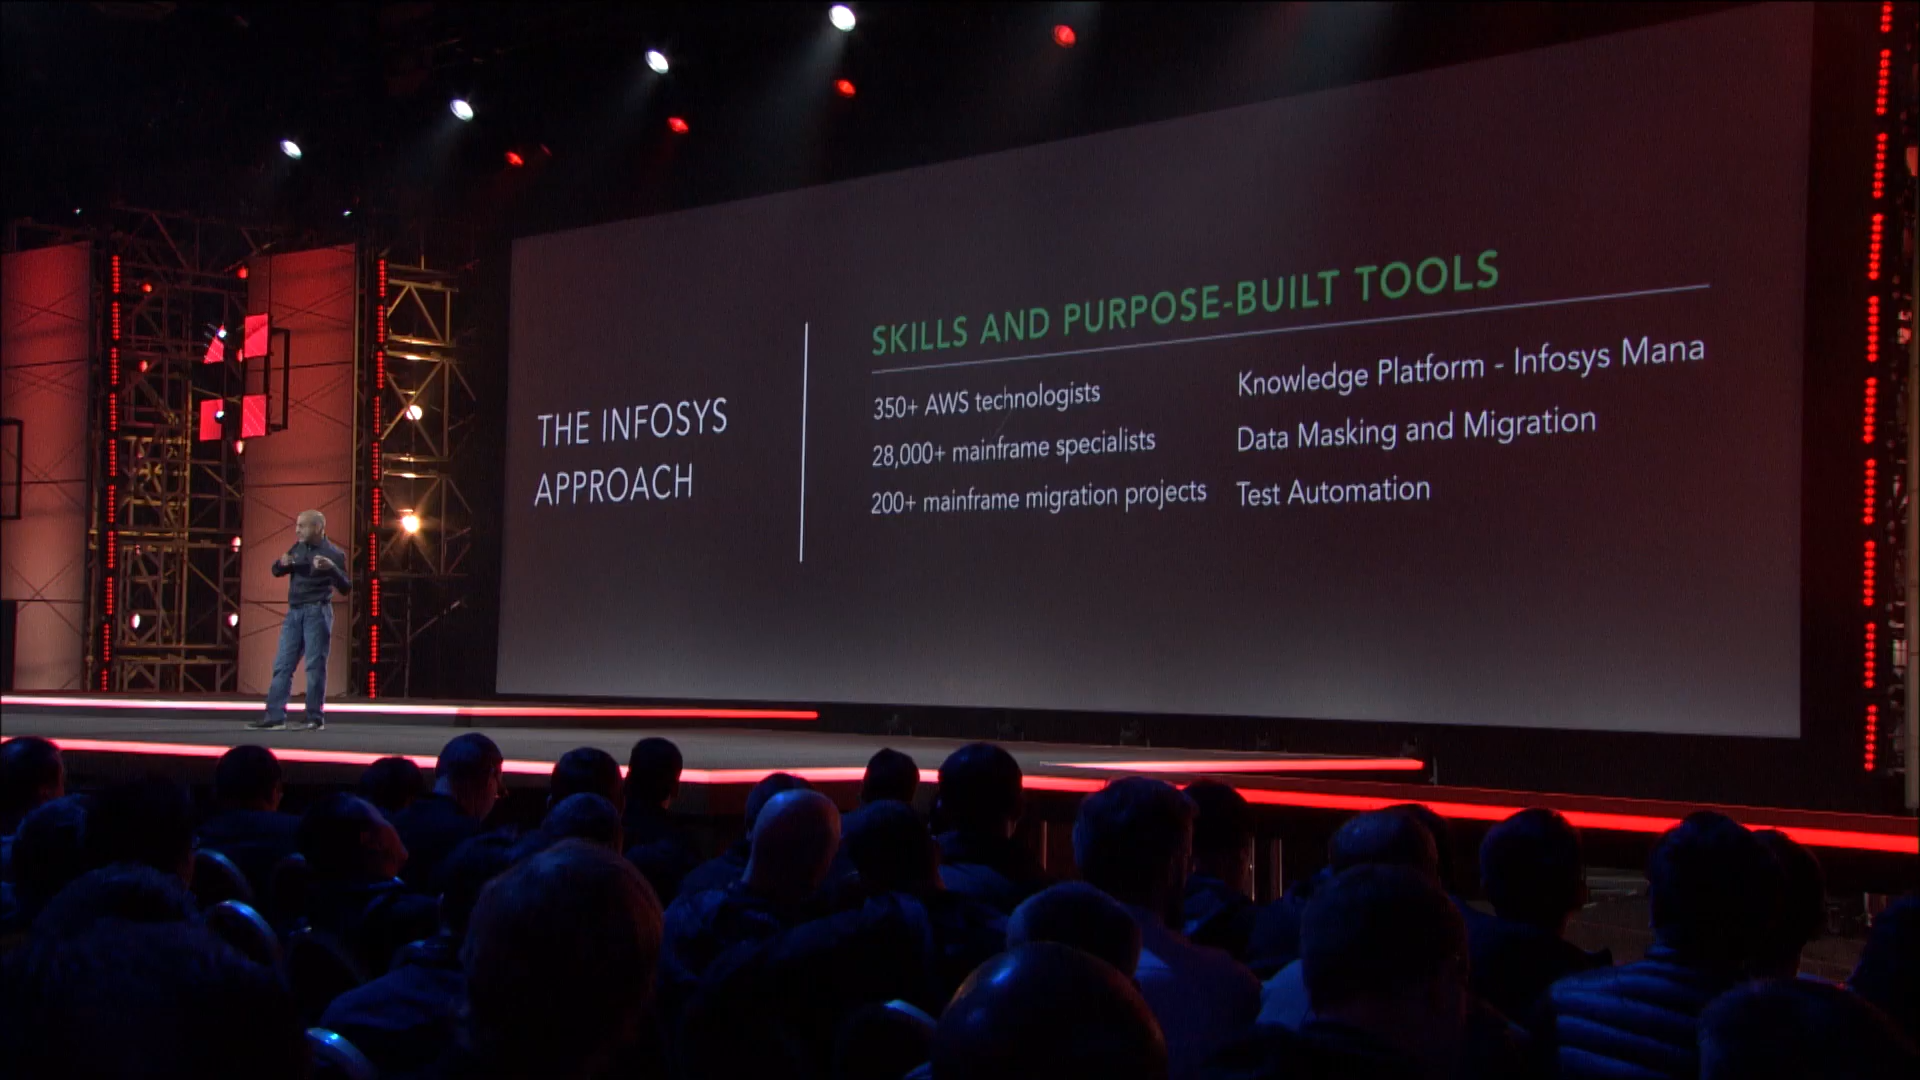 THE INFOSYS
APPROACH
SKILLS AND PURPOSE-BUILT TOOLS
350+ AWS technologists
28,000+ mainframe specialists
200+ mainframe migration projects
Knowledge Platform - Infosys Mana
Data Masking and Migration
Test Automation